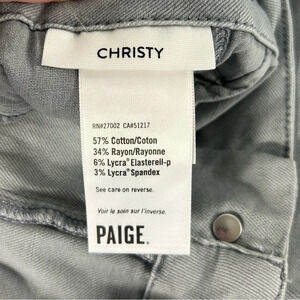 CHRISTY
RN#27002 CA#51217
57% Cotton/Coton
34% Rayon/Rayonne
6% Lycra® Elasterell-p
3% Lycra® Spandex
See care on reverse.
Voir le soin sur l'inverse.
PAIGE®